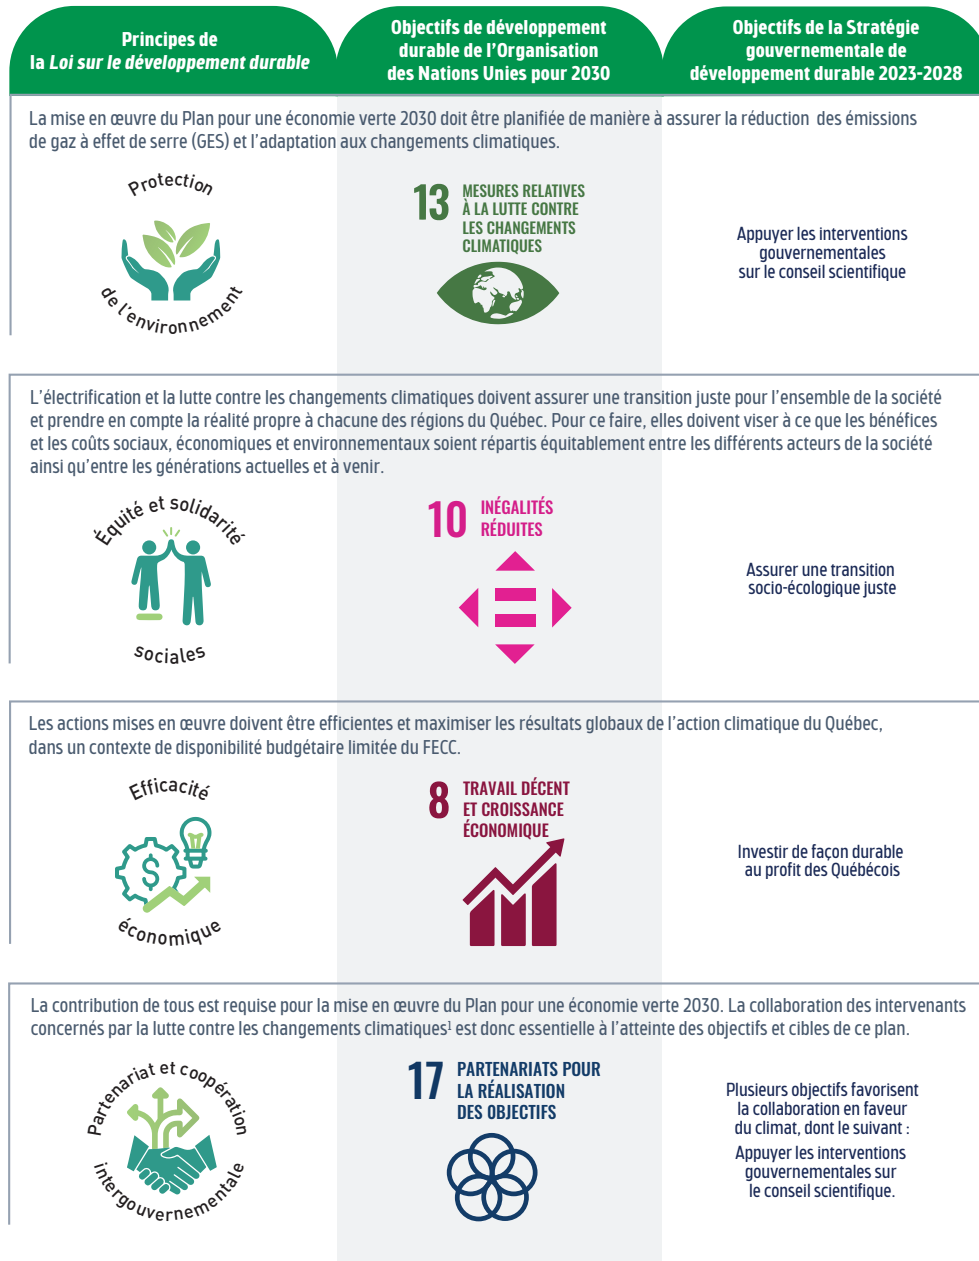 Principes de
la Loi sur le développement durable
Objectifs de développement
durable de l'Organisation
des Nations Unies pour 2030
Objectifs de la Stratégie
gouvernementale de
développement durable 2023-2028
La mise en œuvre du Plan pour une économie verte 2030 doit être planifiée de manière à assurer la réduction des émissions
de gaz à effet de serre (GES) et l'adaptation aux changements climatiques.
Protection
de l'environnement
13 MESURES RELATIVES
À LA LUTTE CONTRE
LES CHANGEMENTS
CLIMATIQUES
Appuyer les interventions
gouvernementales
sur le conseil scientifique
L'électrification et la lutte contre les changements climatiques doivent assurer une transition juste pour l'ensemble de la société
et prendre en compte la réalité propre à chacune des régions du Québec. Pour ce faire, elles doivent viser à ce que les bénéfices
et les coûts sociaux, économiques et environnementaux soient répartis équitablement entre les différents acteurs de la société
ainsi qu'entre les générations actuelles et à venir.
Équité et solidarité
sociales
10 INÉGALITÉS
RÉDUITES
Assurer une transition
socio-écologique juste
Les actions mises en œuvre doivent être efficientes et maximiser les résultats globaux de l'action climatique du Québec,
dans un contexte de disponibilité budgétaire limitée du FECC.
Efficacité
$
économique
8 TRAVAIL DÉCENT
ET CROISSANCE
ÉCONOMIQUE
Investir de façon durable
au profit des Québécois
La contribution de tous est requise pour la mise en œuvre du Plan pour une économie verte 2030. La collaboration des intervenants
concernés par la lutte contre les changements climatiques¹ est donc essentielle à l'atteinte des objectifs et cibles de ce plan.
Partenariat et coopération
intergouvernementale
17 PARTENARIATS POUR
LA RÉALISATION
DES OBJECTIFS
Plusieurs objectifs favorisent
la collaboration en faveur
du climat, dont le suivant :
Appuyer les interventions
gouvernementales sur
le conseil scientifique.